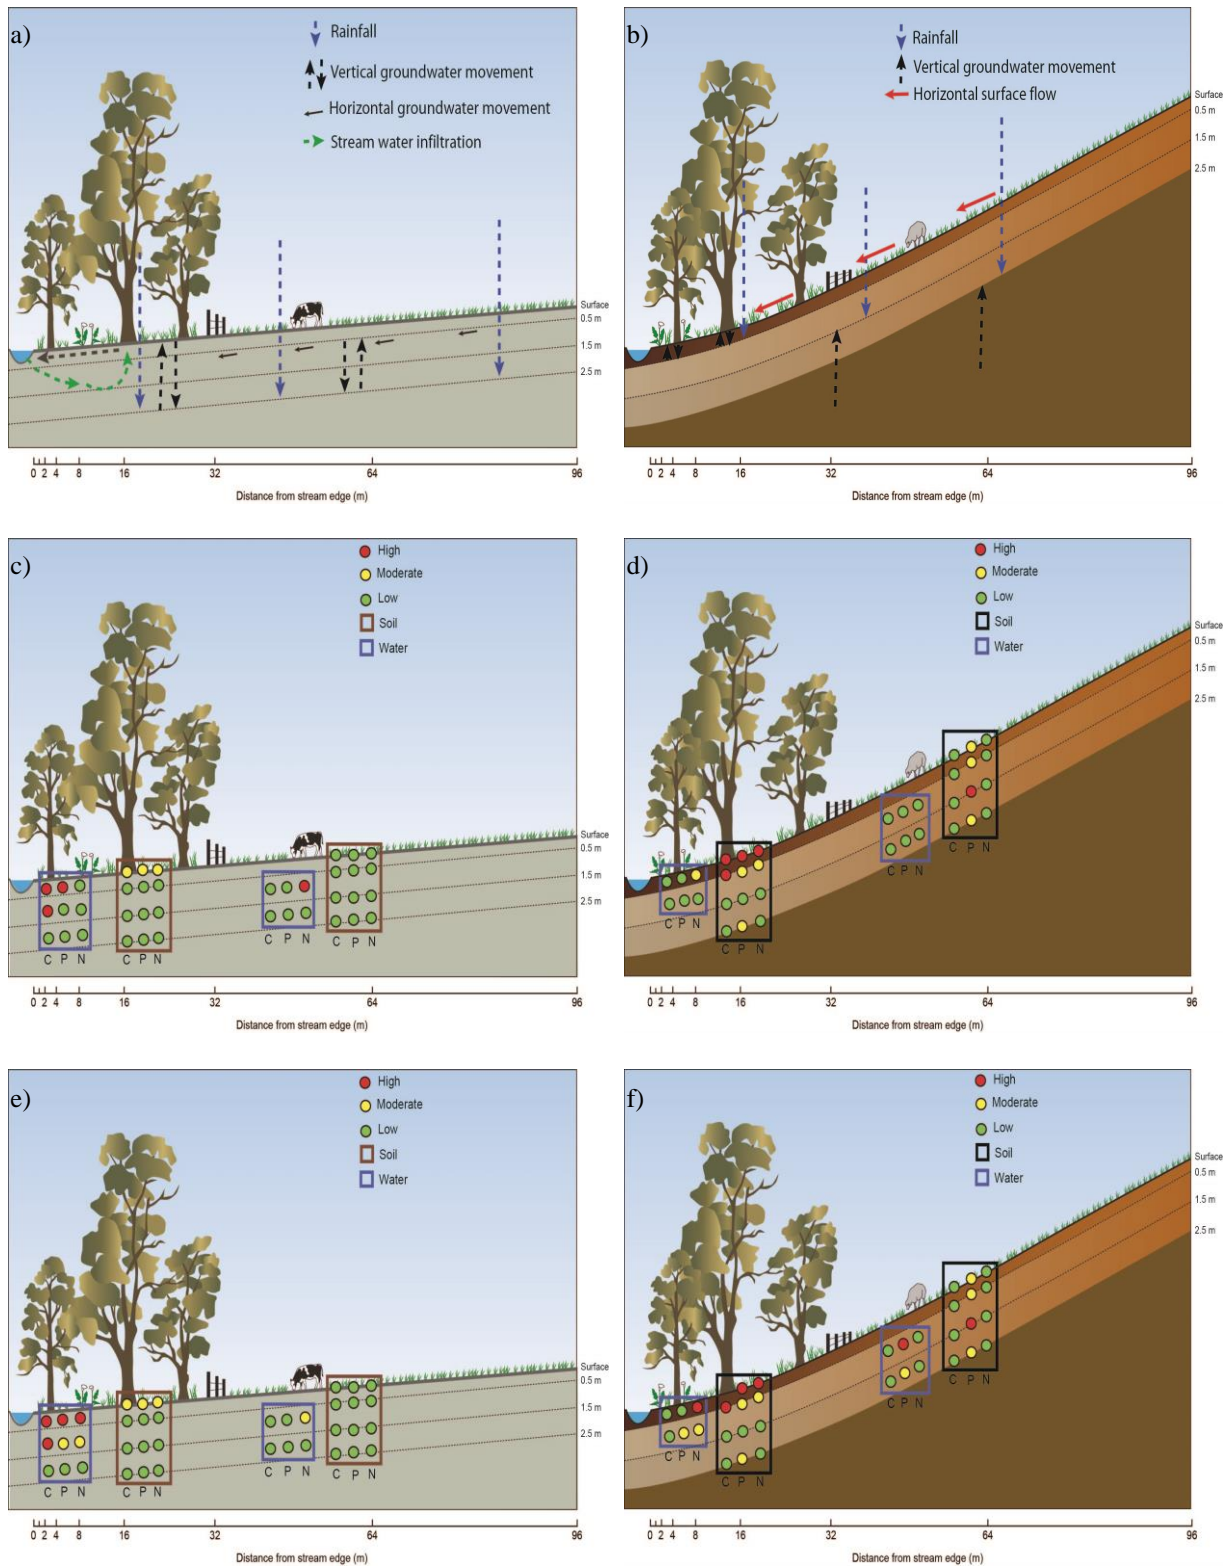 a)
Rainfall
Vertical groundwater movement
Horizontal groundwater movement
Stream water infiltration
Surface
0.5 m
1.5 m
2.5 m
0 2 4 8 16 32 64 96
Distance from stream edge (m)
b)
Rainfall
Vertical groundwater movement
Horizontal surface flow
Surface
0.5 m
1.5 m
2.5 m
0 2 4 8 16 32 64 96
Distance from stream edge (m)
c)
High
Moderate
Low
Soil
Water
Surface
0.5 m
1.5 m
2.5 m
C P N
C P N
C P N
C P N
0 2 4 8 16 32 64 96
Distance from stream edge (m)
d)
High
Moderate
Low
Soil
Water
Surface
0.5 m
1.5 m
2.5 m
C P N
C P N
C P N
C P N
0 2 4 8 16 32 64 96
Distance from stream edge (m)
e)
High
Moderate
Low
Soil
Water
Surface
0.5 m
1.5 m
2.5 m
C P N
C P N
C P N
C P N
0 2 4 8 16 32 64 96
Distance from stream edge (m)
f)
High
Moderate
Low
Soil
Water
Surface
0.5 m
1.5 m
2.5 m
C P N
C P N
C P N
C P N
0 2 4 8 16 32 64 96
Distance from stream edge (m)